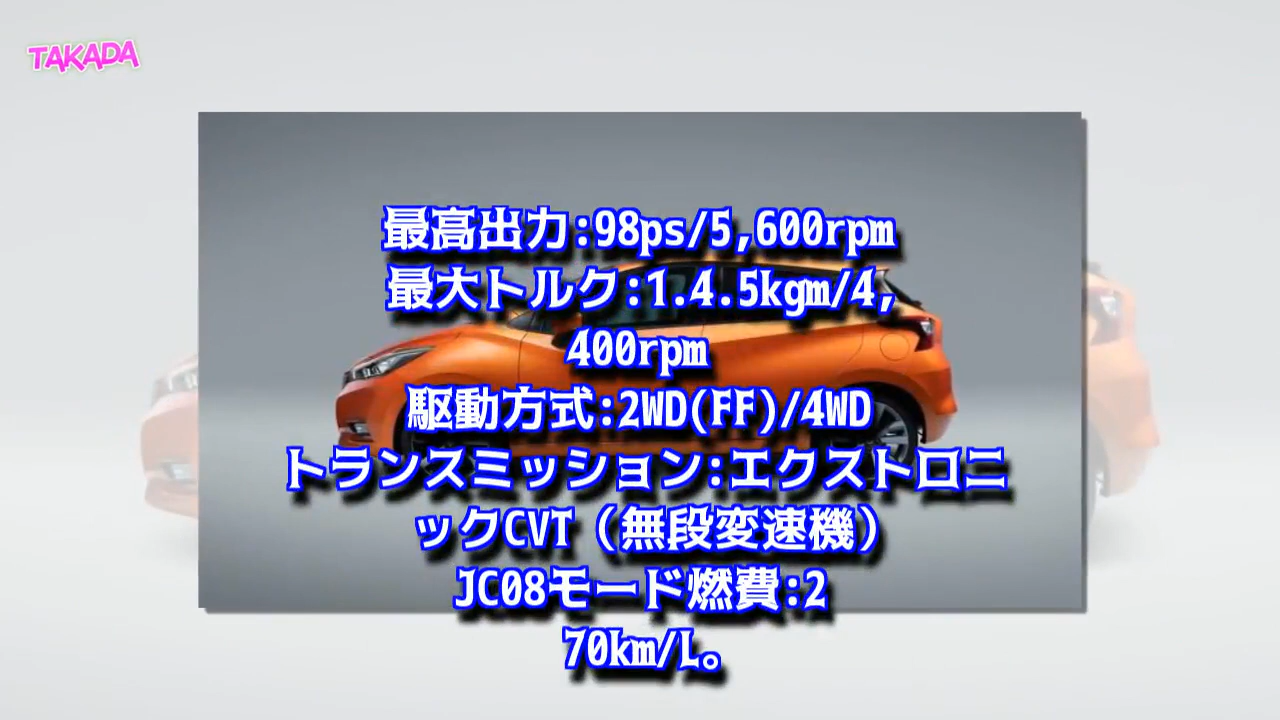 TAKADA
最高出力:98ps/5,600rpm
最大トルク:1.4.5kgm/4,
400rpm
駆動方式:2WD(FF)/4WD
トランスミッション:エクストロニ
ックCVT（無段変速機）
JC08モード燃費:2
70km/L。